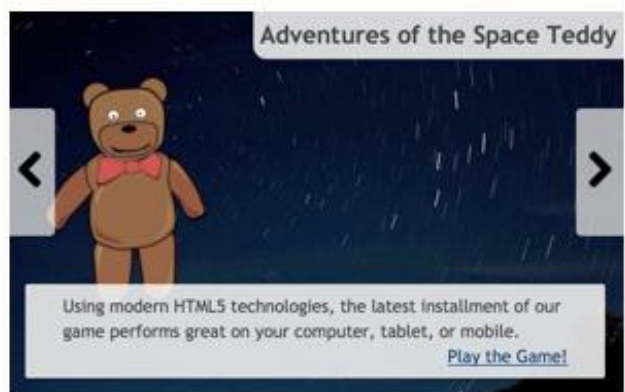 Adventures of the Space Teddy
Using modern HTML5 technologies, the latest installment of our
game performs great on your computer, tablet, or mobile.
Play the Game!